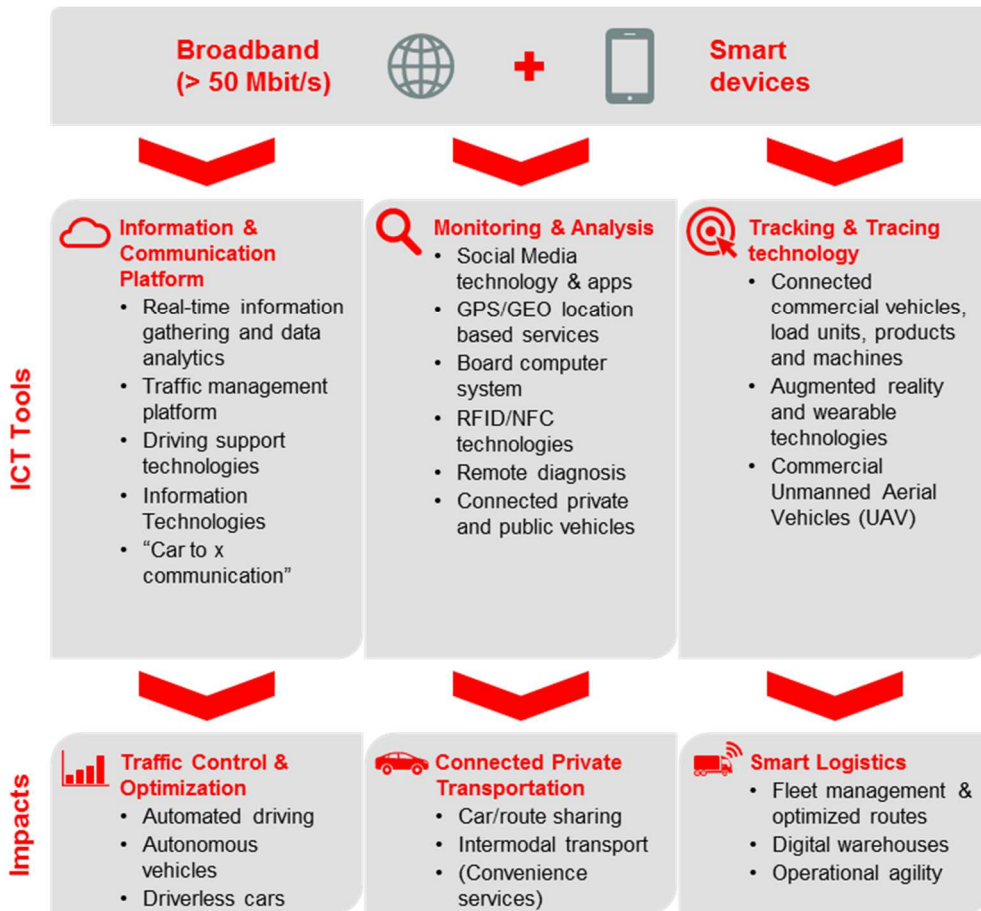 Broadband
(> 50 Mbit/s)
Smart
devices
ICT Tools
Information &
Communication
Platform
• Real-time information
gathering and data
analytics
• Traffic management
platform
• Driving support
technologies
• Information
Technologies
• “Car to x
communication”
Monitoring & Analysis
• Social Media
technology & apps
• GPS/GEO location
based services
• Board computer
system
• RFID/NFC
technologies
• Remote diagnosis
• Connected private
and public vehicles
Tracking & Tracing
technology
• Connected
commercial vehicles,
load units, products
and machines
• Augmented reality
and wearable
technologies
• Commercial
Unmanned Aerial
Vehicles (UAV)
Impacts
Traffic Control &
Optimization
• Automated driving
• Autonomous
vehicles
• Driverless cars
Connected Private
Transportation
• Car/route sharing
• Intermodal transport
• (Convenience
services)
Smart Logistics
• Fleet management &
optimized routes
• Digital warehouses
• Operational agility